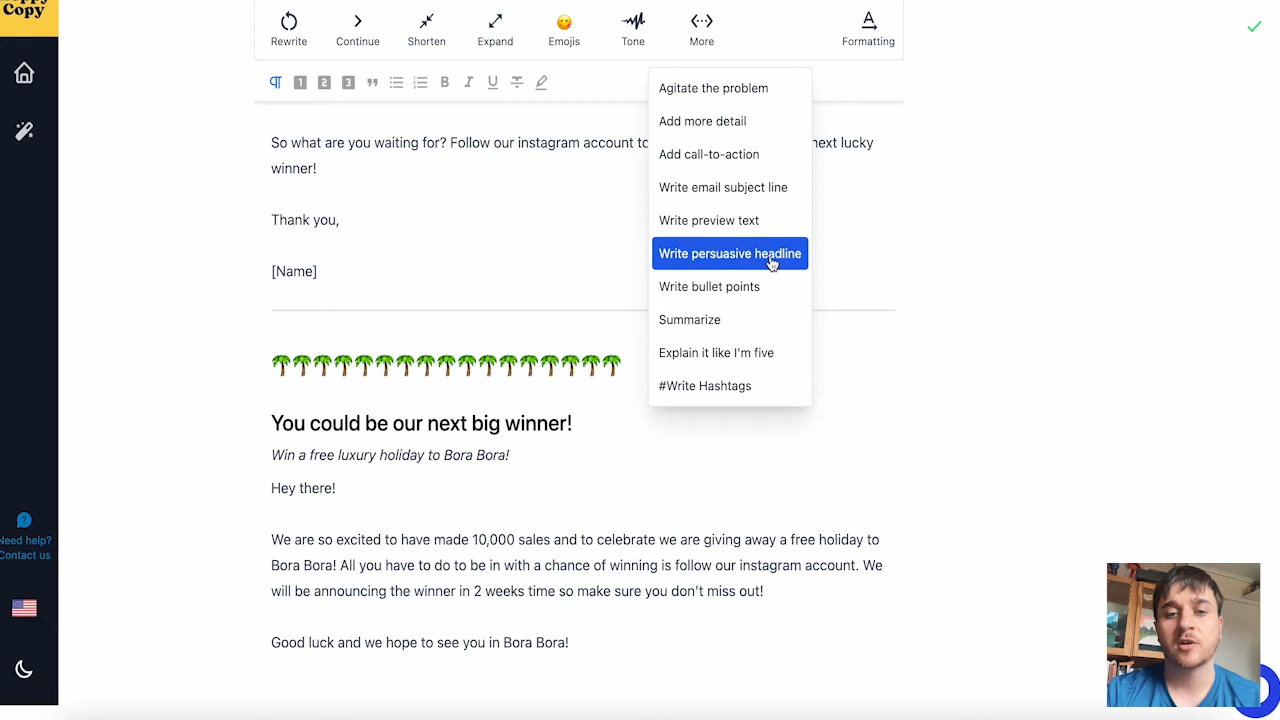 Happy
Copy
Rewrite
Continue
Shorten
Expand
Emojis
Tone
More
Formatting
1 2 3 B I U
Agitate the problem
Add more detail
Add call-to-action
Write email subject line
Write preview text
Write persuasive headline
Write bullet points
Summarize
Explain it like I'm five
#Write Hashtags
So what are you waiting for? Follow our instagram account to next lucky
winner!
Thank you,
[Name]
You could be our next big winner!
Win a free luxury holiday to Bora Bora!
Hey there!
We are so excited to have made 10,000 sales and to celebrate we are giving away a free holiday to
Bora Bora! All you have to do to be in with a chance of winning is follow our instagram account. We
will be announcing the winner in 2 weeks time so make sure you don't miss out!
Good luck and we hope to see you in Bora Bora!
Need help?
Contact us